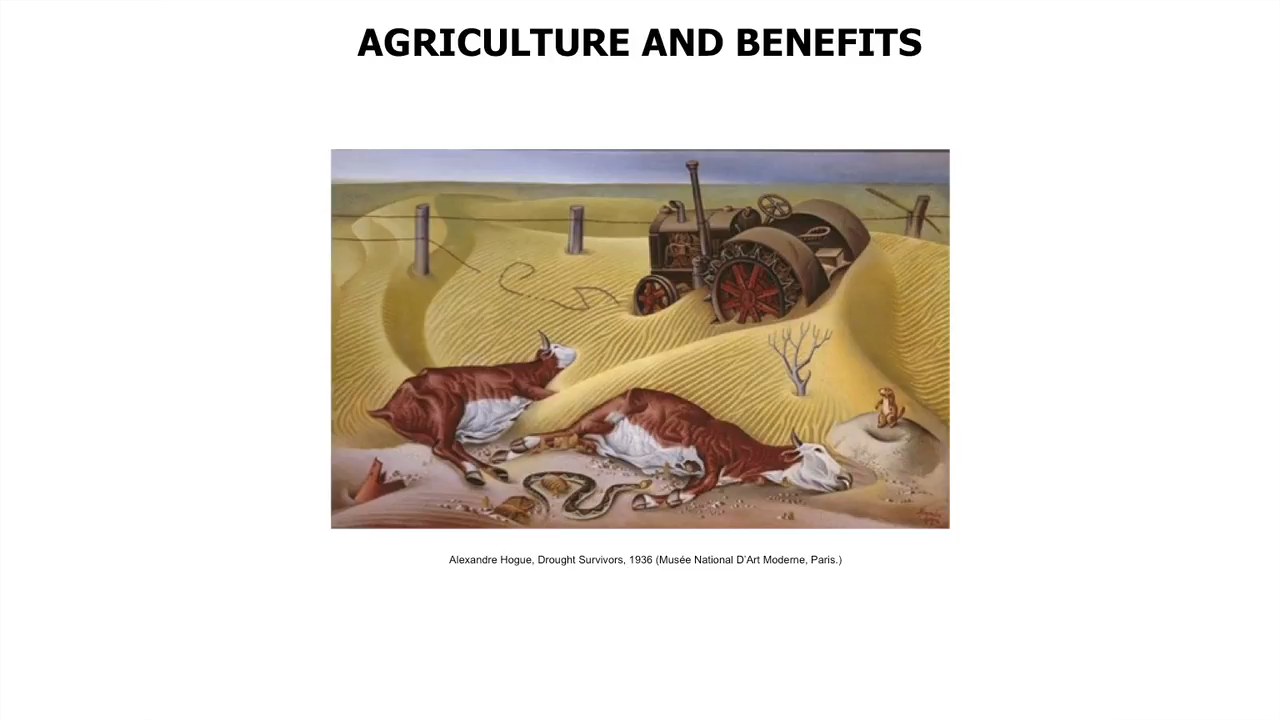 AGRICULTURE AND BENEFITS
Alexandre Hogue, Drought Survivors, 1936 (Musée National D'Art Moderne, Paris.)